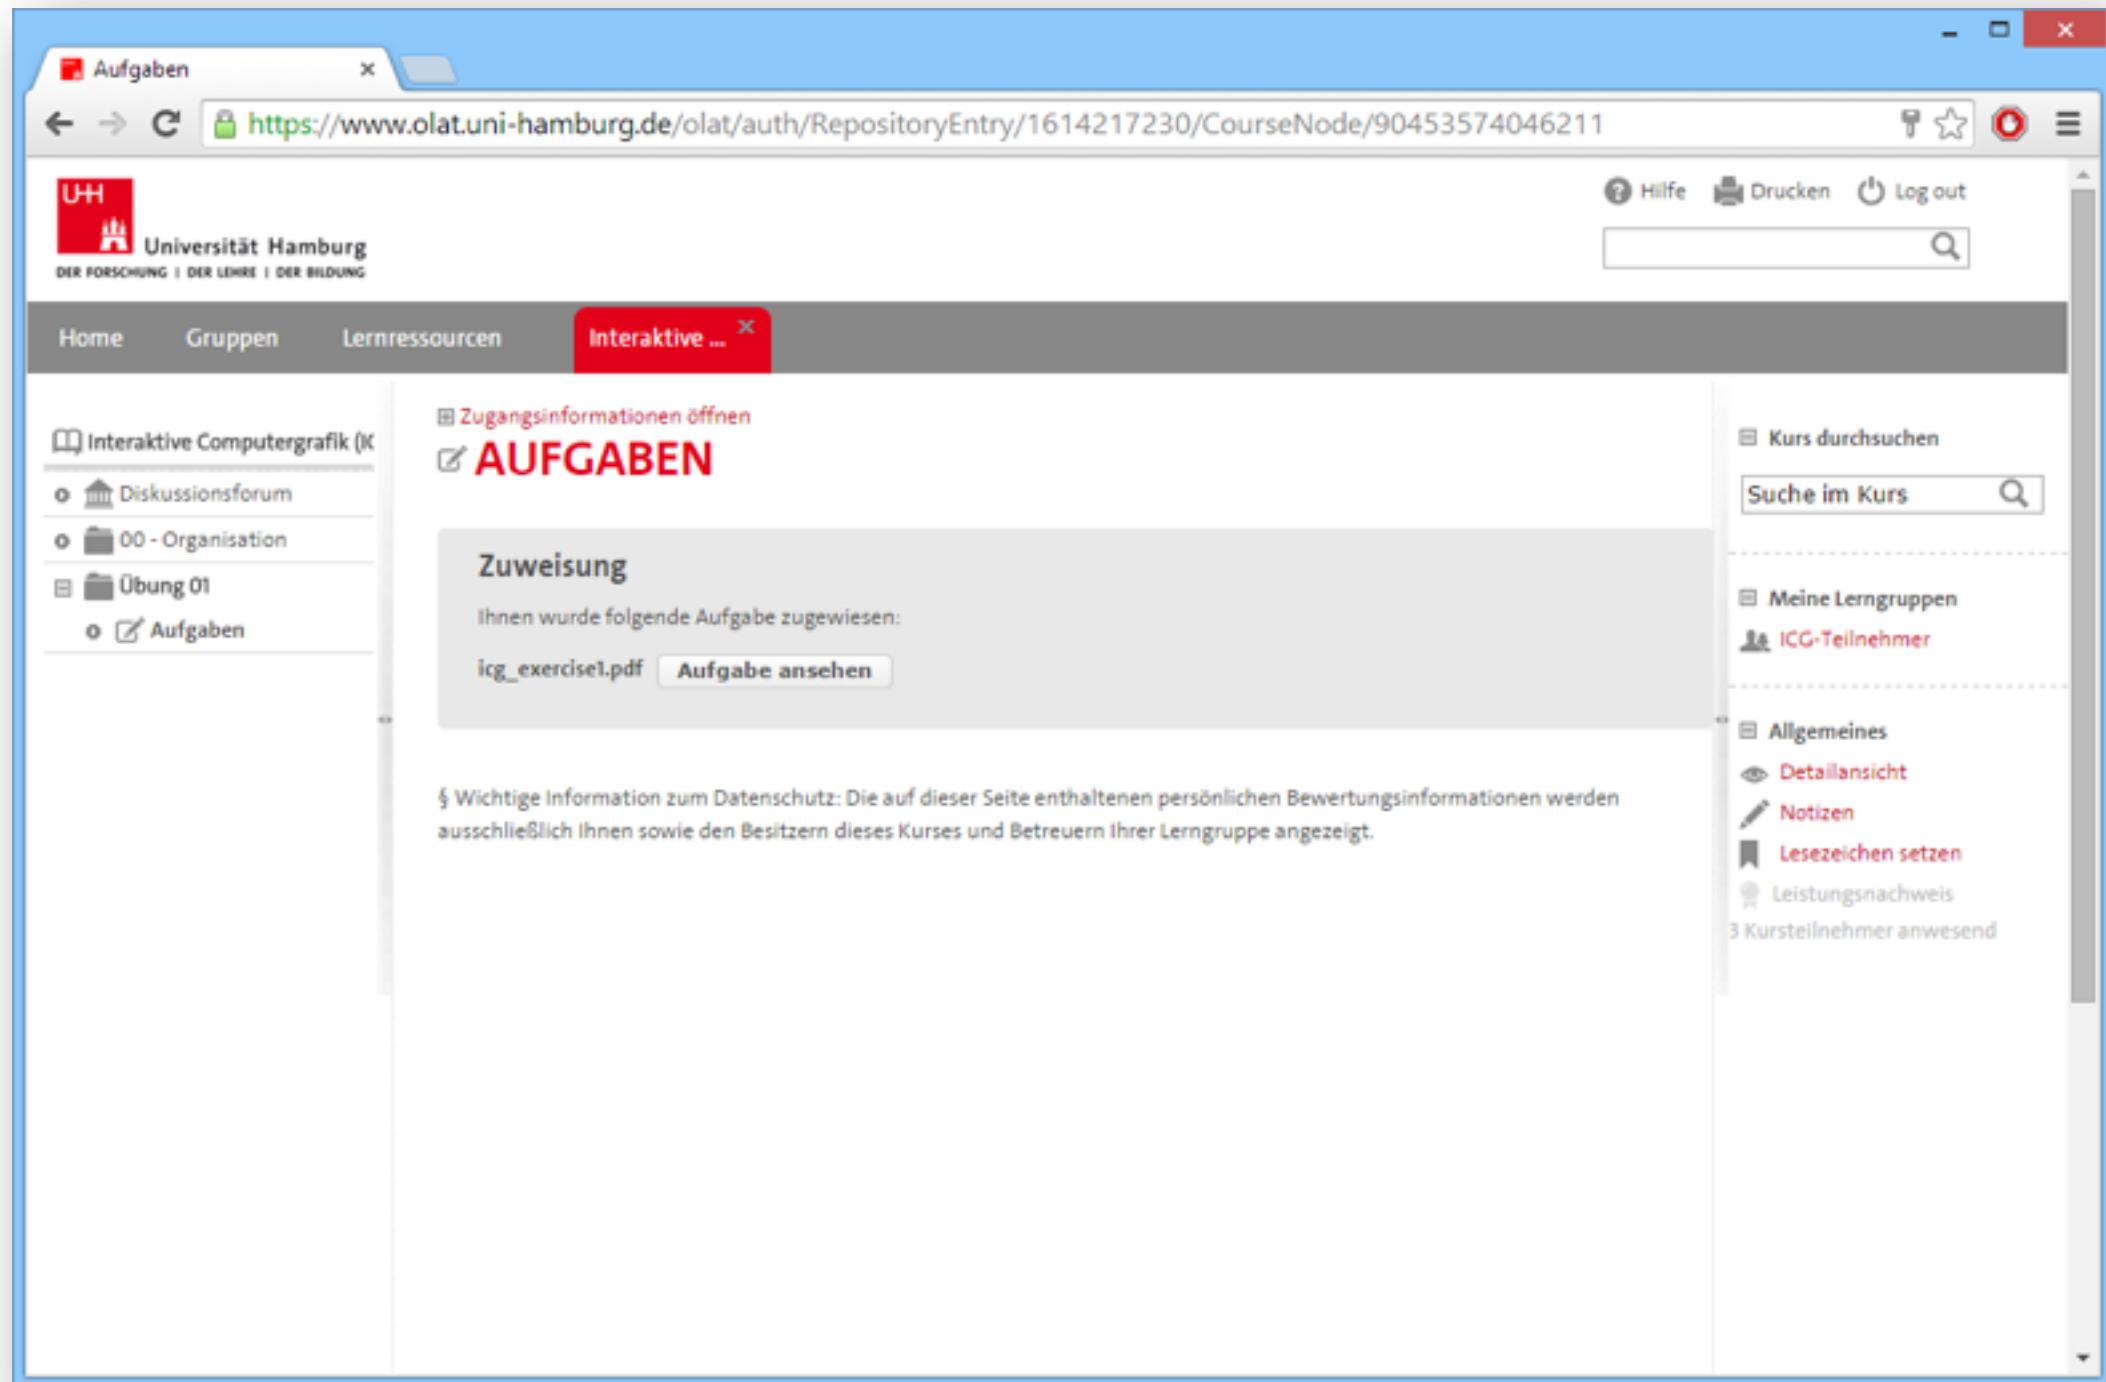 Aufgaben
https://www.olat.uni-hamburg.de/olat/auth/RepositoryEntry/1614217230/CourseNode/90453574046211
UHH
Universität Hamburg
DER FORSCHUNG | DER LEHRE | DER BILDUNG
Hilfe Drucken Log out
Home Gruppen Lernressourcen Interaktive ...
Interaktive Computergrafik (IC
Diskussionsforum
00 - Organisation
Übung 01
Aufgaben
Zugangsinformationen öffnen
AUFGABEN
Zuweisung
Ihnen wurde folgende Aufgabe zugewiesen:
icg_exercise1.pdf Aufgabe ansehen
§ Wichtige Information zum Datenschutz: Die auf dieser Seite enthaltenen persönlichen Bewertungsinformationen werden
ausschließlich Ihnen sowie den Besitzern dieses Kurses und Betreuern Ihrer Lerngruppe angezeigt.
Kurs durchsuchen
Suche im Kurs
Meine Lerngruppen
ICG-Teilnehmer
Allgemeines
Detailansicht
Notizen
Lesezeichen setzen
Leistungsnachweis
3 Kursteilnehmer anwesend